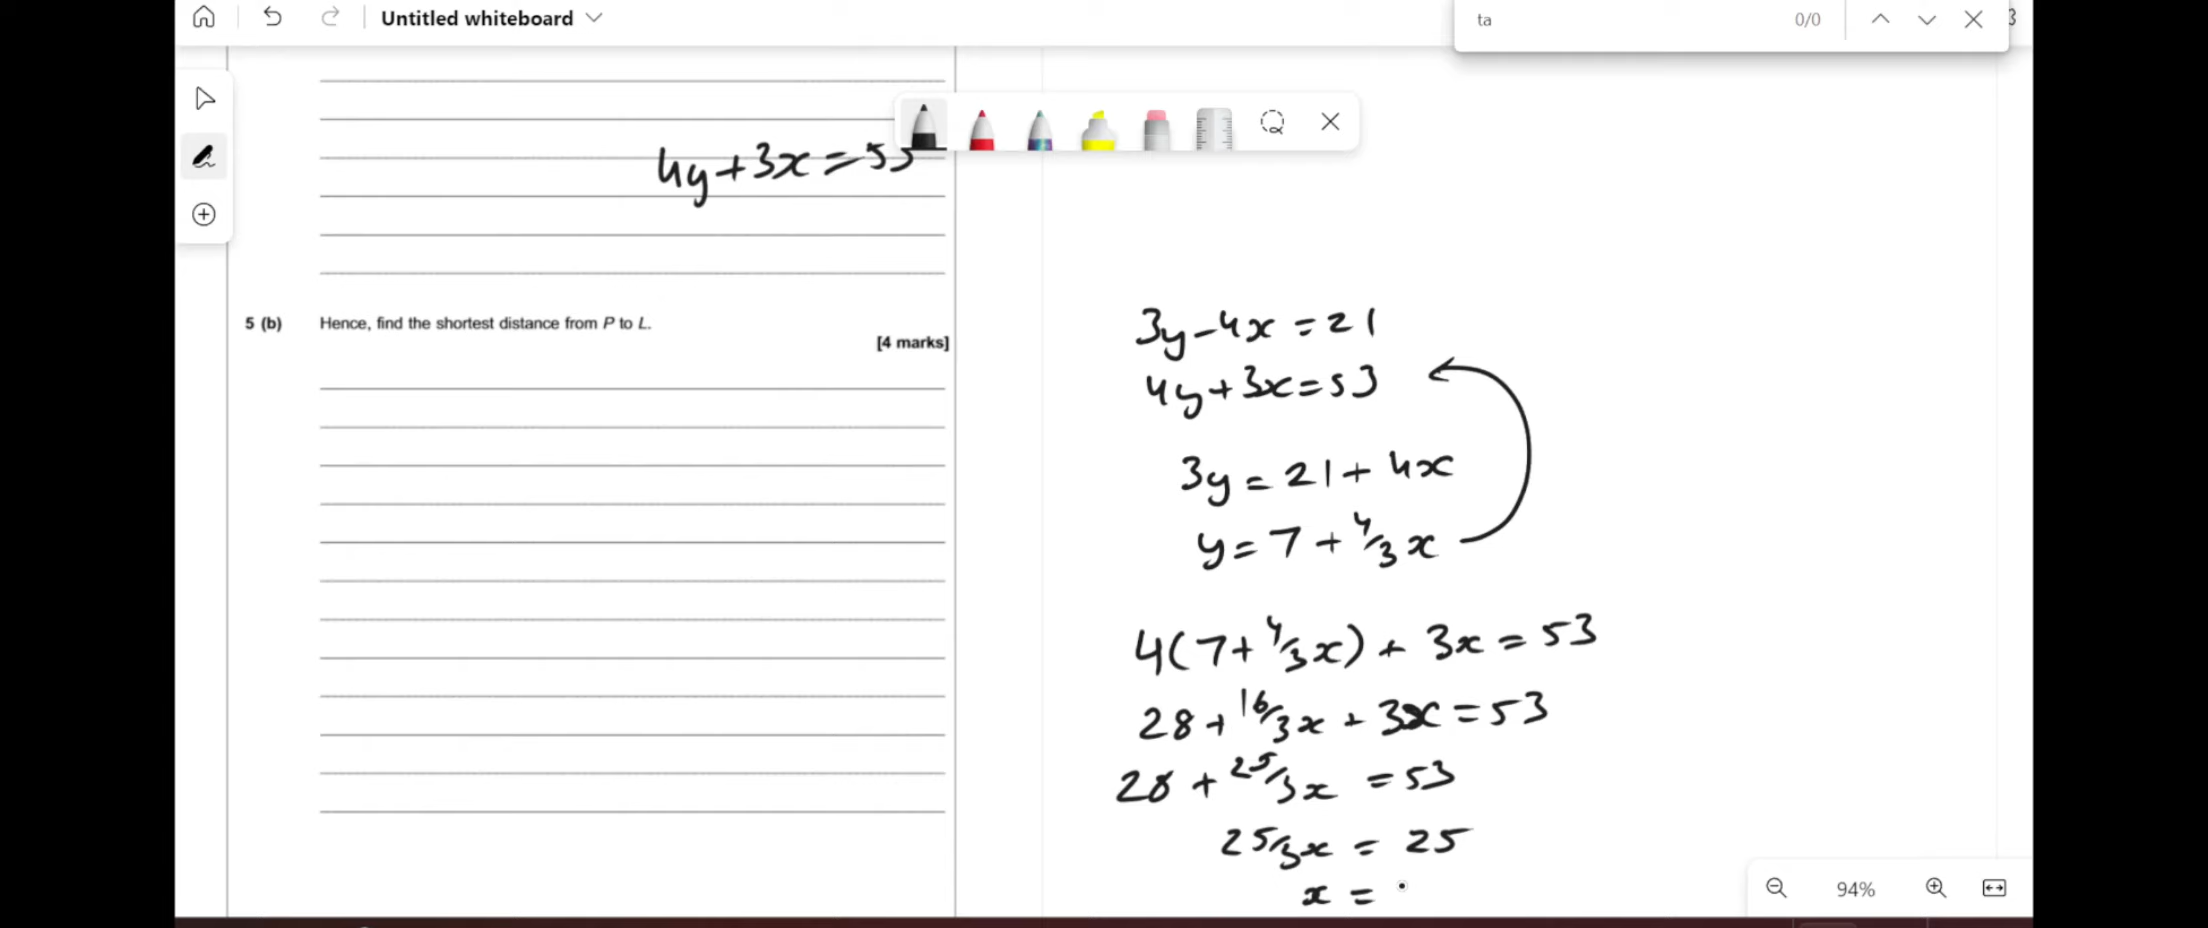 Untitled whiteboard
ta
0/0
4y+3x=53
5 (b) Hence, find the shortest distance from P to L.
[4 marks]
3y-4x=21
4y+3x=53
3y=21+4x
y=7+4/3x
4(7+4/3x)+3x=53
28+16/3x+3x=53
28+25/3x=53
25/3x=25
x=
94%